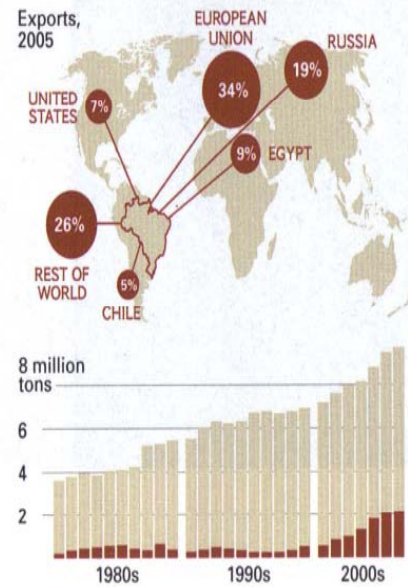 Exports,
2005
EUROPEAN
UNION
34%
RUSSIA
19%
UNITED
STATES
7%
9%
EGYPT
26%
REST OF
WORLD
5%
CHILE
8 million
tons
6
4
2
1980s
1990s
2000s